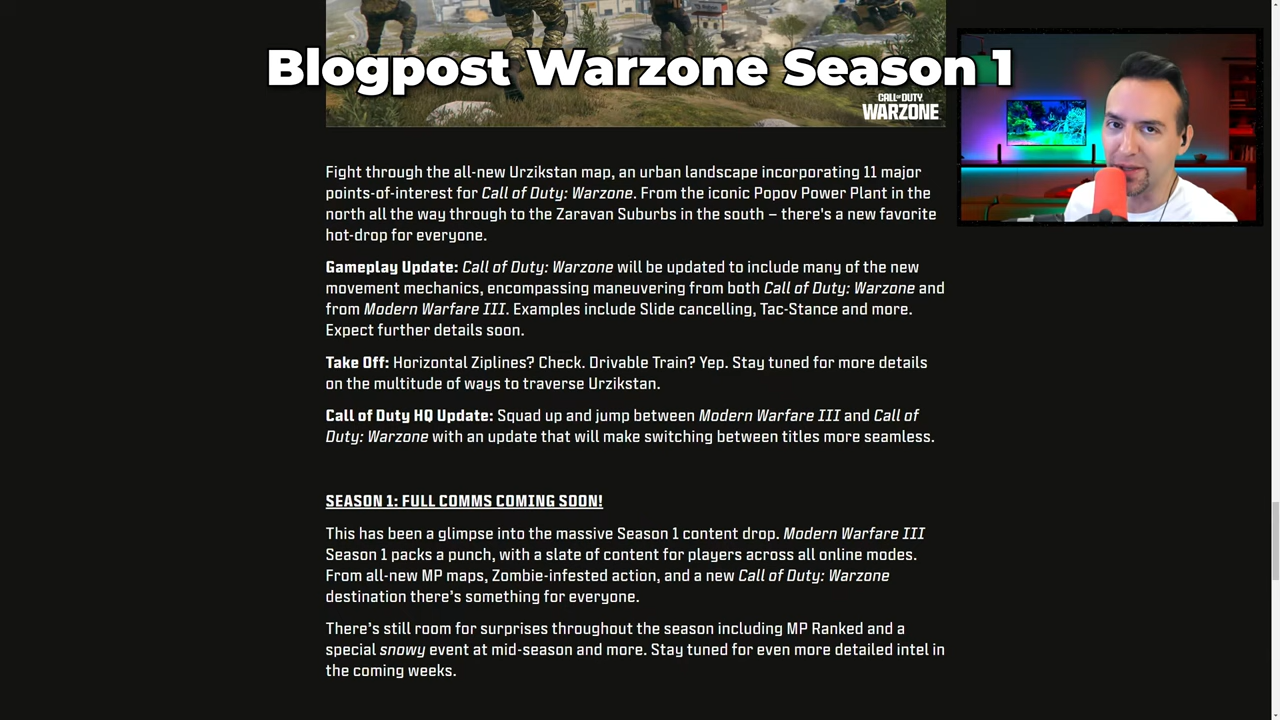 Blogpost Warzone Season 1
CALL OF DUTY
WARZONE
Fight through the all-new Urzikstan map, an urban landscape incorporating 11 major
points-of-interest for Call of Duty: Warzone. From the iconic Popov Power Plant in the
north all the way through to the Zaravan Suburbs in the south – there's a new favorite
hot-drop for everyone.
Gameplay Update: Call of Duty: Warzone will be updated to include many of the new
movement mechanics, encompassing maneuvering from both Call of Duty: Warzone and
from Modern Warfare III. Examples include Slide cancelling, Tac-Stance and more.
Expect further details soon.
Take Off: Horizontal Ziplines? Check. Drivable Train? Yep. Stay tuned for more details
on the multitude of ways to traverse Urzikstan.
Call of Duty HQ Update: Squad up and jump between Modern Warfare III and Call of
Duty: Warzone with an update that will make switching between titles more seamless.
SEASON 1: FULL COMMS COMING SOON!
This has been a glimpse into the massive Season 1 content drop. Modern Warfare III
Season 1 packs a punch, with a slate of content for players across all online modes.
From all-new MP maps, Zombie-infested action, and a new Call of Duty: Warzone
destination there's something for everyone.
There's still room for surprises throughout the season including MP Ranked and a
special snowy event at mid-season and more. Stay tuned for even more detailed intel in
the coming weeks.